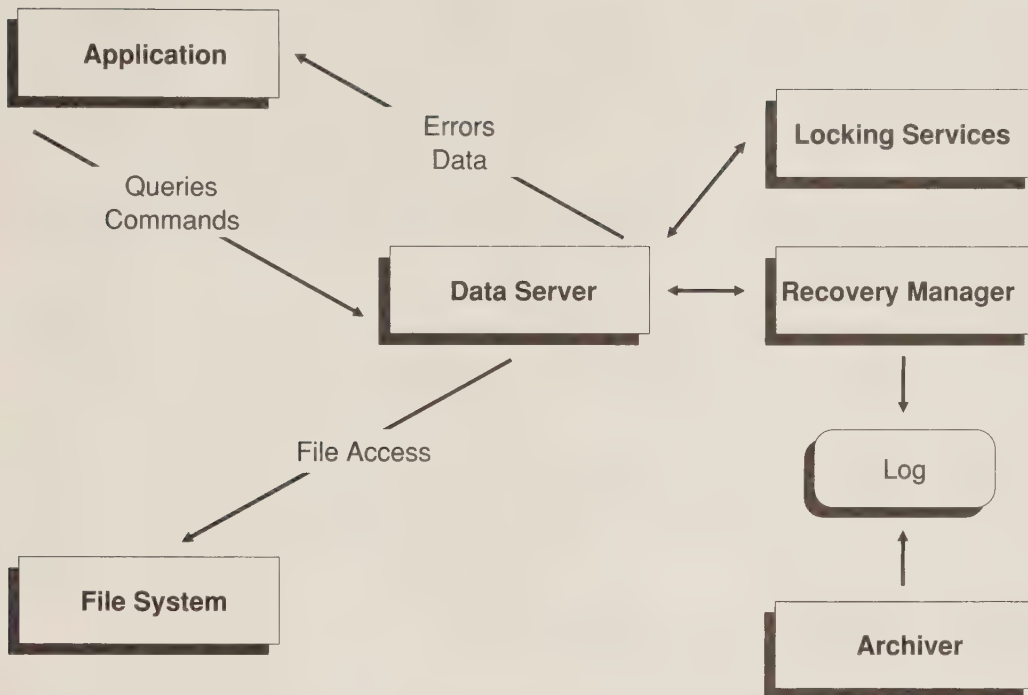 Application
Errors
Data
Locking Services
Queries
Commands
Data Server
Recovery Manager
File Access
Log
File System
Archiver